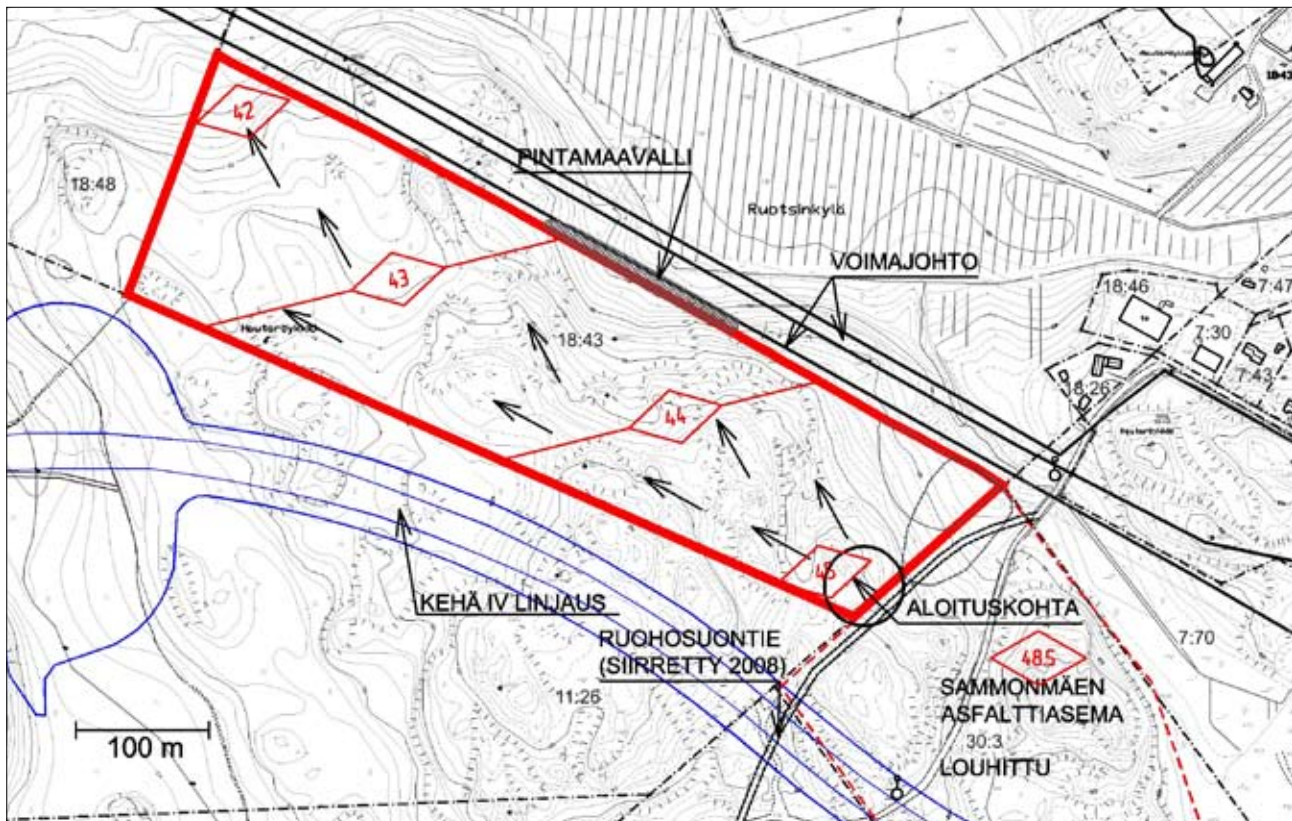 42
18:48
PINTAMAAVALLI
Ruotsinkylä
VOIMAJOHTO
18:43
18:46
7:47
7:30
7:43
18:26
43
18:43
44
45
KEHÄ IV LINJAUS
ALOITUSKOHTA
RUOHOSUONTIE
(SIIRRETTY 2008)
48.5
7:70
SAMMONMÄEN
ASFALTTIASEMA
30:3
LOUHITTU
11:26
100 m